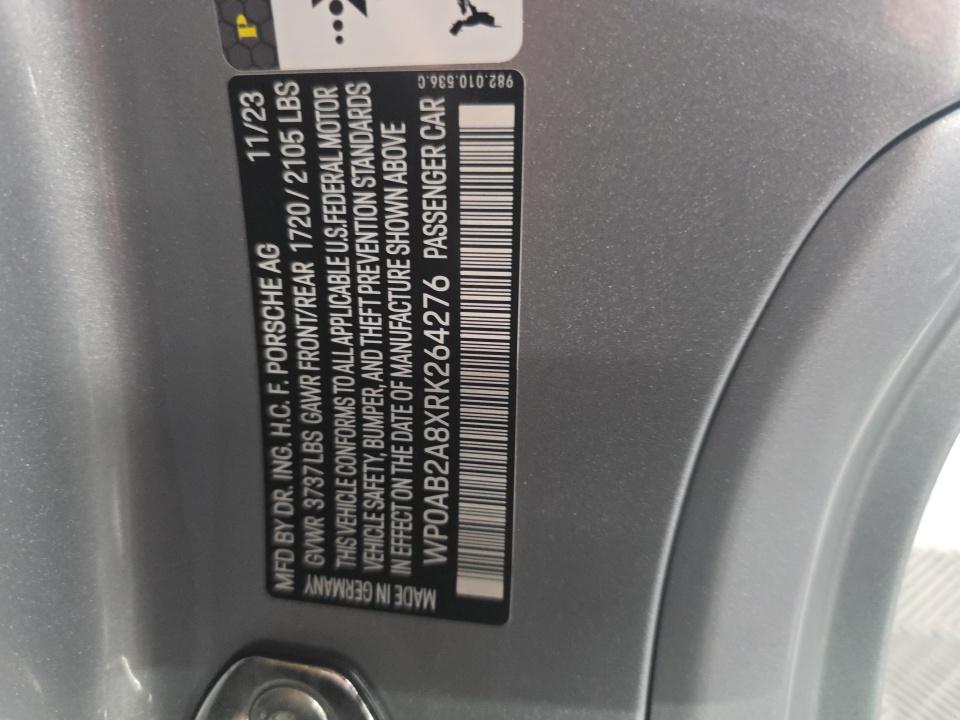 P
MFD BY DR. ING. H.C. F. PORSCHE AG 11/23
GVWR 3737 LBS GAWR FRONT/REAR 1720 / 2105 LBS
THIS VEHICLE CONFORMS TO ALL APPLICABLE U.S. FEDERAL MOTOR
VEHICLE SAFETY, BUMPER, AND THEFT PREVENTION STANDARDS
IN EFFECT ON THE DATE OF MANUFACTURE SHOWN ABOVE
WP0AB2A8XRK264276 PASSENGER CAR
MADE IN GERMANY
982.010.536.C